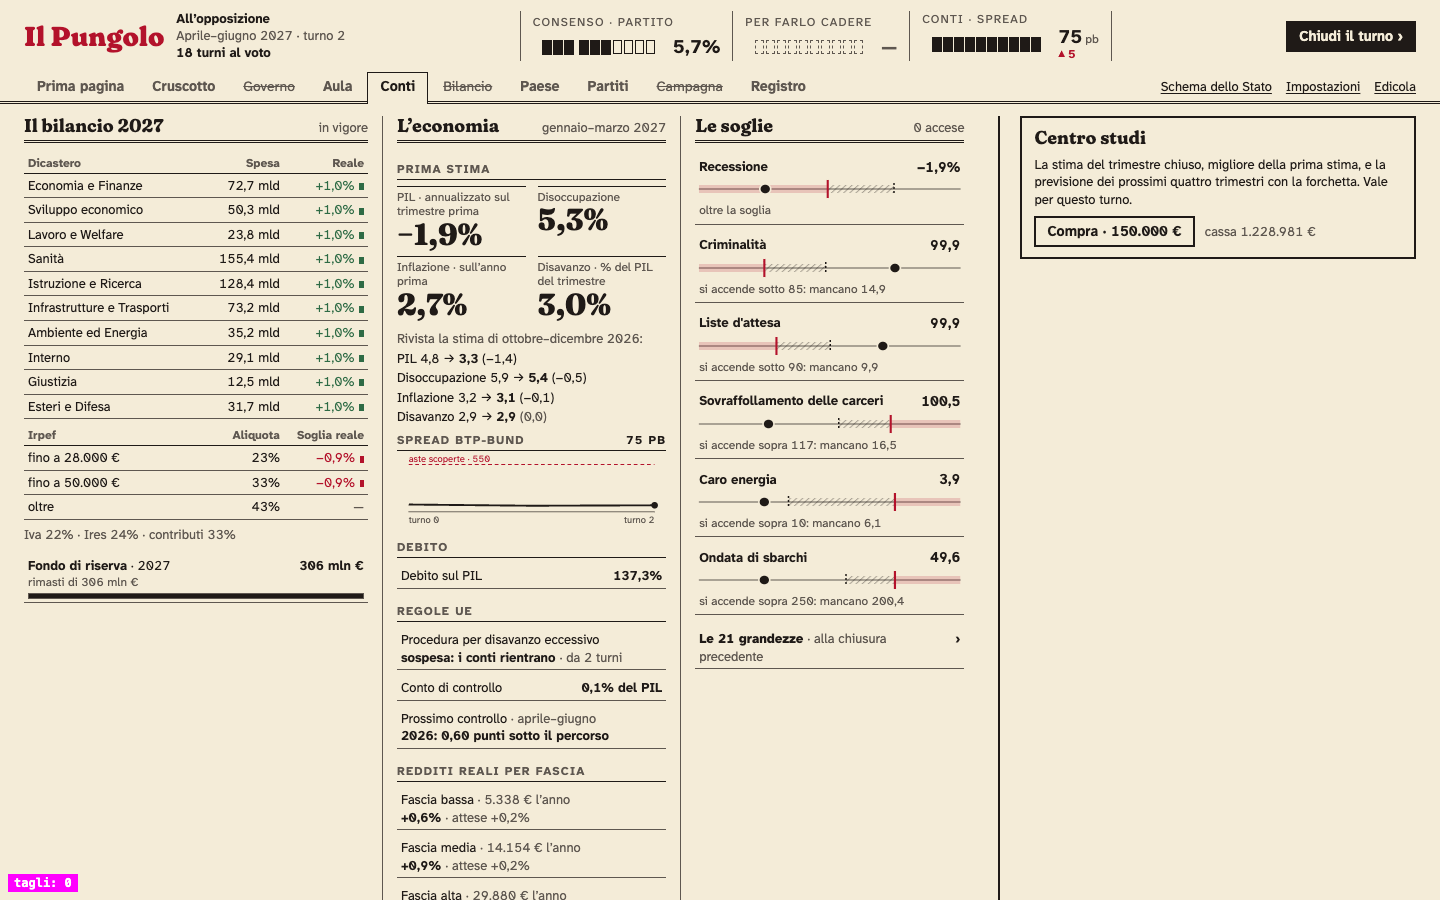 Il Pungolo
All'opposizione
Aprile–giugno 2027 · turno 2
18 turni al voto
CONSENSO · PARTITO
5,7%
PER FARLO CADERE
—
CONTI · SPREAD
75 pb
▲5
Chiudi il turno ›
Prima pagina
Cruscotto
Governo
Aula
Conti
Bilancio
Paese
Partiti
Campagna
Registro
Schema dello Stato
Impostazioni
Edicola
Il bilancio 2027
in vigore
Dicastero Spesa Reale
Economia e Finanze 72,7 mld +1,0%
Sviluppo economico 50,3 mld +1,0%
Lavoro e Welfare 23,8 mld +1,0%
Sanità 155,4 mld +1,0%
Istruzione e Ricerca 128,4 mld +1,0%
Infrastrutture e Trasporti 73,2 mld +1,0%
Ambiente ed Energia 35,2 mld +1,0%
Interno 29,1 mld +1,0%
Giustizia 12,5 mld +1,0%
Esteri e Difesa 31,7 mld +1,0%
Irpef Aliquota Soglia reale
fino a 28.000 € 23% −0,9%
fino a 50.000 € 33% −0,9%
oltre 43% —
Iva 22% · Ires 24% · contributi 33%
Fondo di riserva · 2027 306 mln €
rimasti di 306 mln €
L'economia
gennaio–marzo 2027
PRIMA STIMA
PIL · annualizzato sul
trimestre prima
−1,9%
Disoccupazione
5,3%
Inflazione · sull'anno
prima
2,7%
Disavanzo · % del PIL
del trimestre
3,0%
Rivista la stima di ottobre–dicembre 2026:
PIL 4,8 → 3,3 (−1,4)
Disoccupazione 5,9 → 5,4 (−0,5)
Inflazione 3,2 → 3,1 (−0,1)
Disavanzo 2,9 → 2,9 (0,0)
SPREAD BTP-BUND 75 PB
aste scoperte · 550
turno 0 turno 2
DEBITO
Debito sul PIL 137,3%
REGOLE UE
Procedura per disavanzo eccessivo
sospesa: i conti rientrano · da 2 turni
Conto di controllo 0,1% del PIL
Prossimo controllo · aprile–giugno
2026: 0,60 punti sotto il percorso
REDDITI REALI PER FASCIA
Fascia bassa · 5.338 € l'anno
+0,6% · attese +0,2%
Fascia media · 14.154 € l'anno
+0,9% · attese +0,2%
Fascia alta · 29.880 € l'anno
Le soglie
0 accese
Recessione −1,9%
oltre la soglia
Criminalità 99,9
si accende sotto 85: mancano 14,9
Liste d'attesa 99,9
si accende sotto 90: mancano 9,9
Sovraffollamento delle carceri 100,5
si accende sopra 117: mancano 16,5
Caro energia 3,9
si accende sopra 10: mancano 6,1
Ondata di sbarchi 49,6
si accende sopra 250: mancano 200,4
Le 21 grandezze · alla chiusura ›
precedente
Centro studi
La stima del trimestre chiuso, migliore della prima stima, e la
previsione dei prossimi quattro trimestri con la forchetta. Vale
per questo turno.
Compra · 150.000 €
cassa 1.228.981 €
tagli: 0